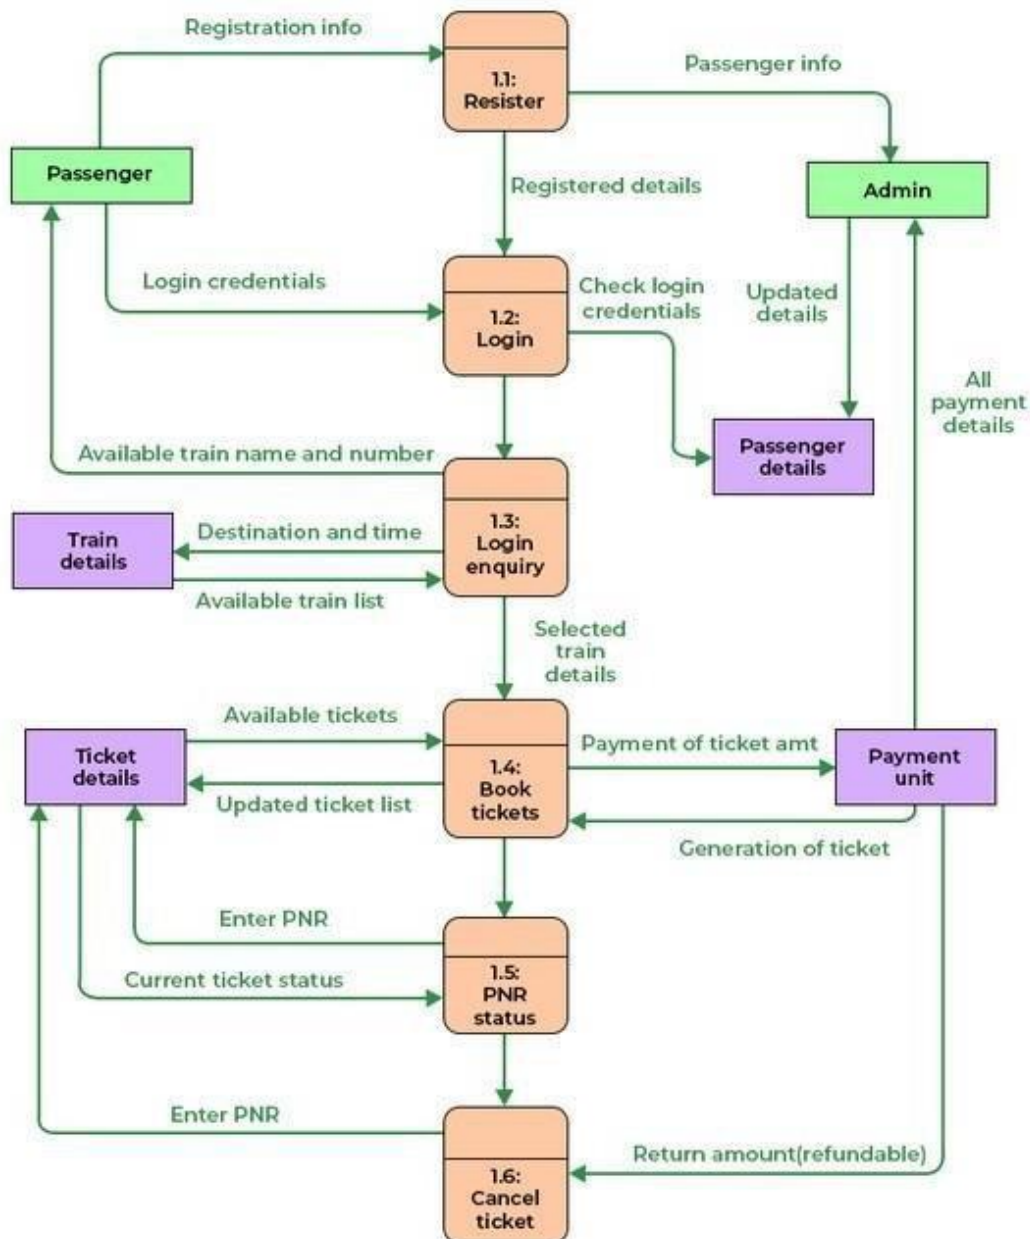 Registration info
Passenger info
1.1:
Resister
Passenger
Admin
Registered details
Login credentials
Check login
credentials
Updated
details
1.2:
Login
All
payment
details
Available train name and number
Passenger
details
Train
details
Destination and time
1.3:
Login
enquiry
Available train list
Selected
train
details
Available tickets
Ticket
details
Payment of ticket amt
Payment
unit
1.4:
Book
tickets
Updated ticket list
Generation of ticket
Enter PNR
Current ticket status
1.5:
PNR
status
Enter PNR
Return amount(refundable)
1.6:
Cancel
ticket